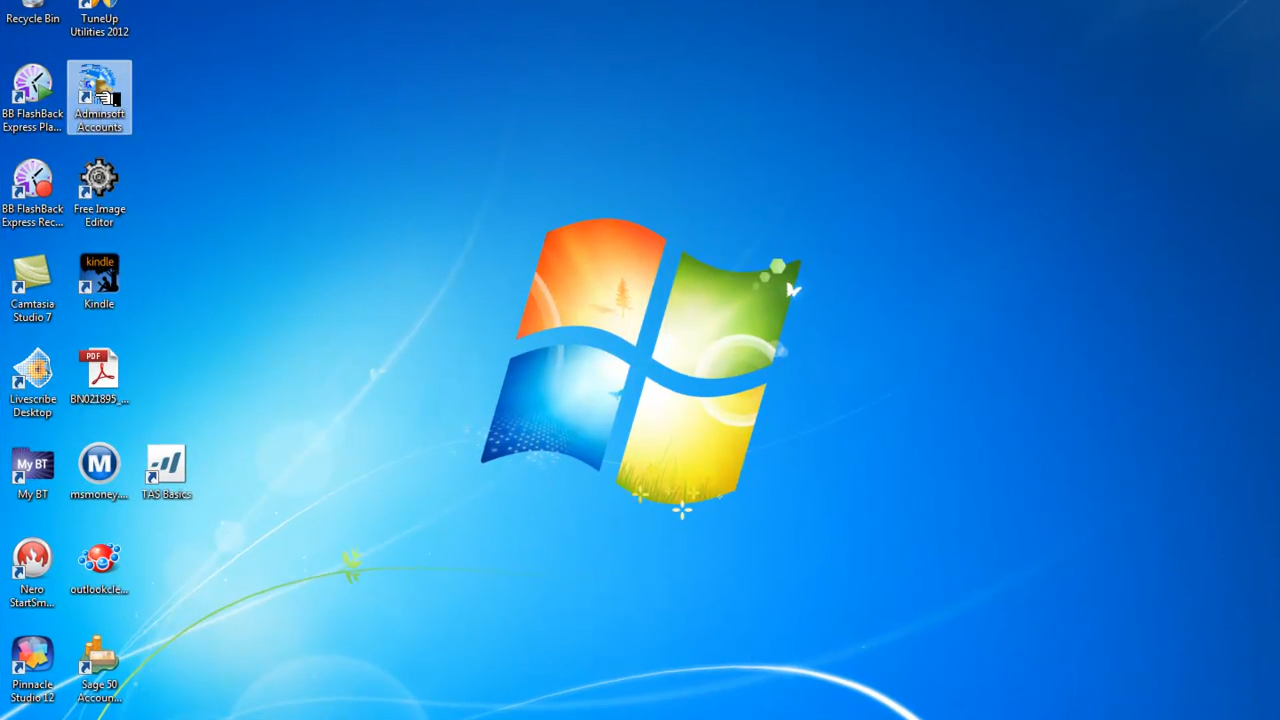 Recycle Bin
TuneUp
Utilities 2012
BB FlashBack
Express Pla...
Adminsoft
Accounts
BB FlashBack
Express Rec...
Free Image
Editor
Camtasia
Studio 7
kindle
Kindle
Livescribe
Desktop
PDF
BN021895_...
My BT
My BT
M
msmoney....
TAS Basics
Nero
StartSm...
outlookcle...
Pinnacle
Studio 12
Sage 50
Accoun...